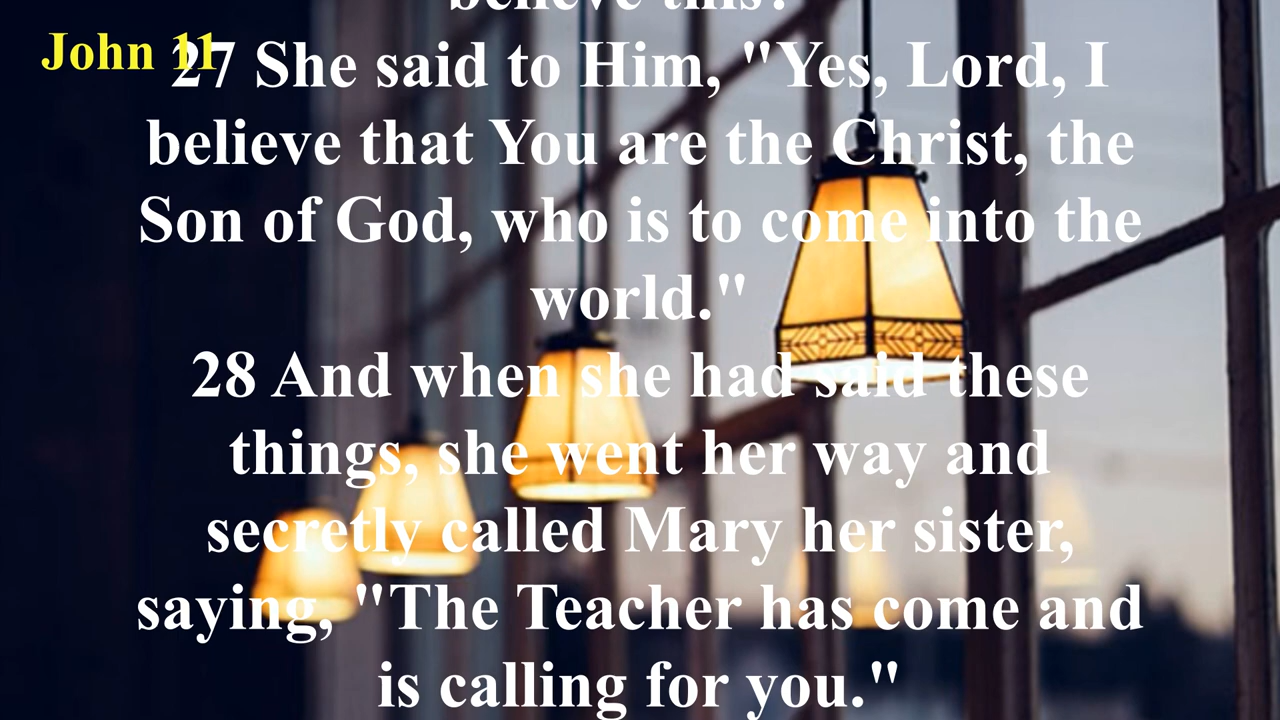 believe this?"
John 11
27 She said to Him, "Yes, Lord, I
believe that You are the Christ, the
Son of God, who is to come into the
world."
28 And when she had said these
things, she went her way and
secretly called Mary her sister,
saying, "The Teacher has come and
is calling for you."